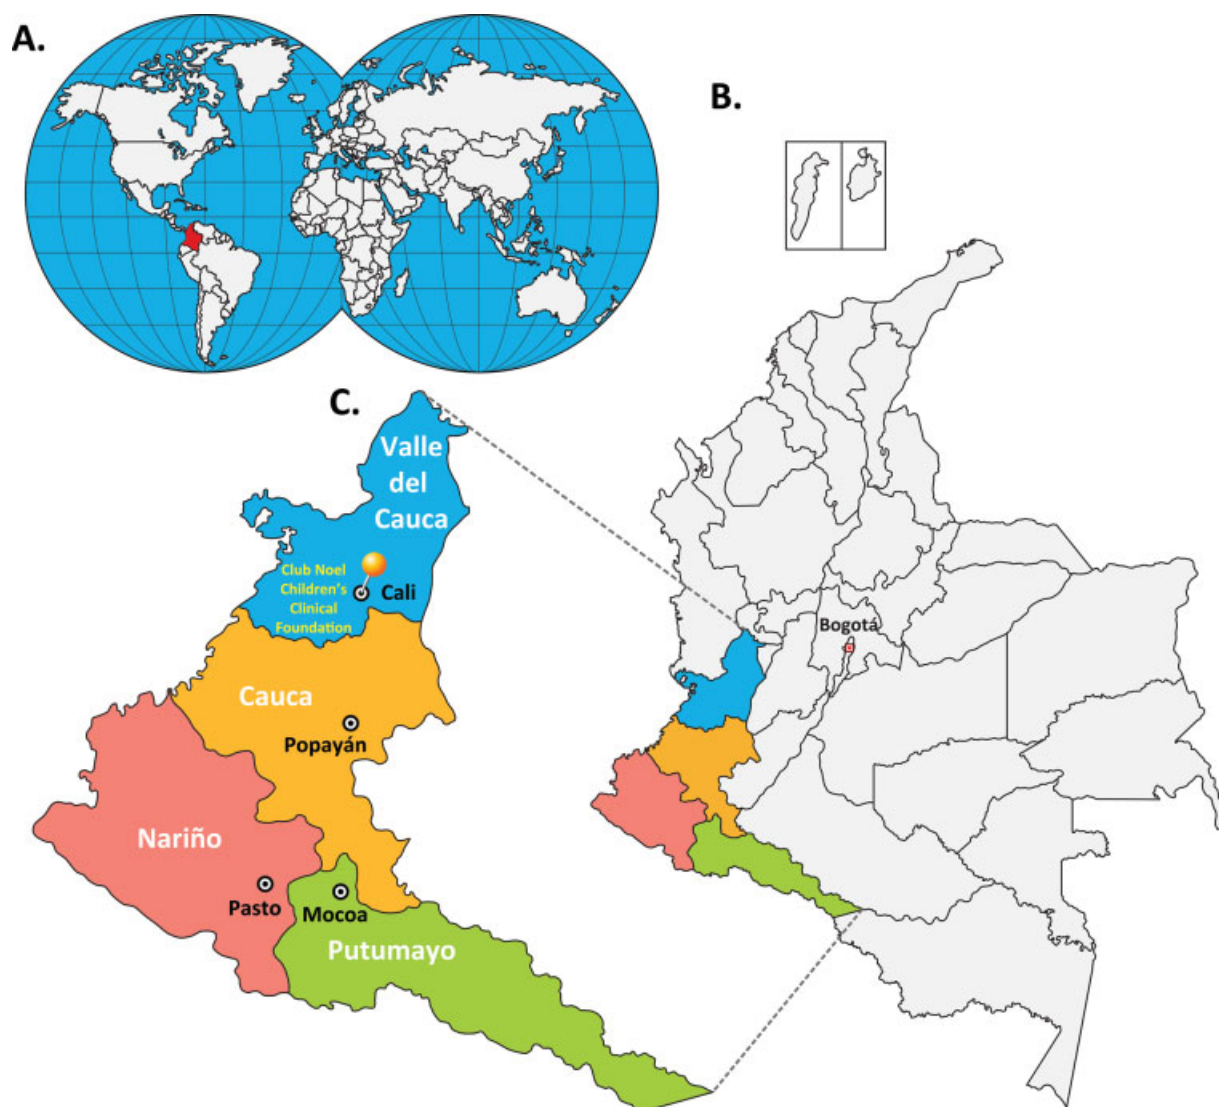 A.
B.
Bogotá
C.
Valle
del
Cauca
Club Noel
Children's
Clinical
Foundation
Cali
Cauca
Popayán
Nariño
Pasto
Mocoa
Putumayo